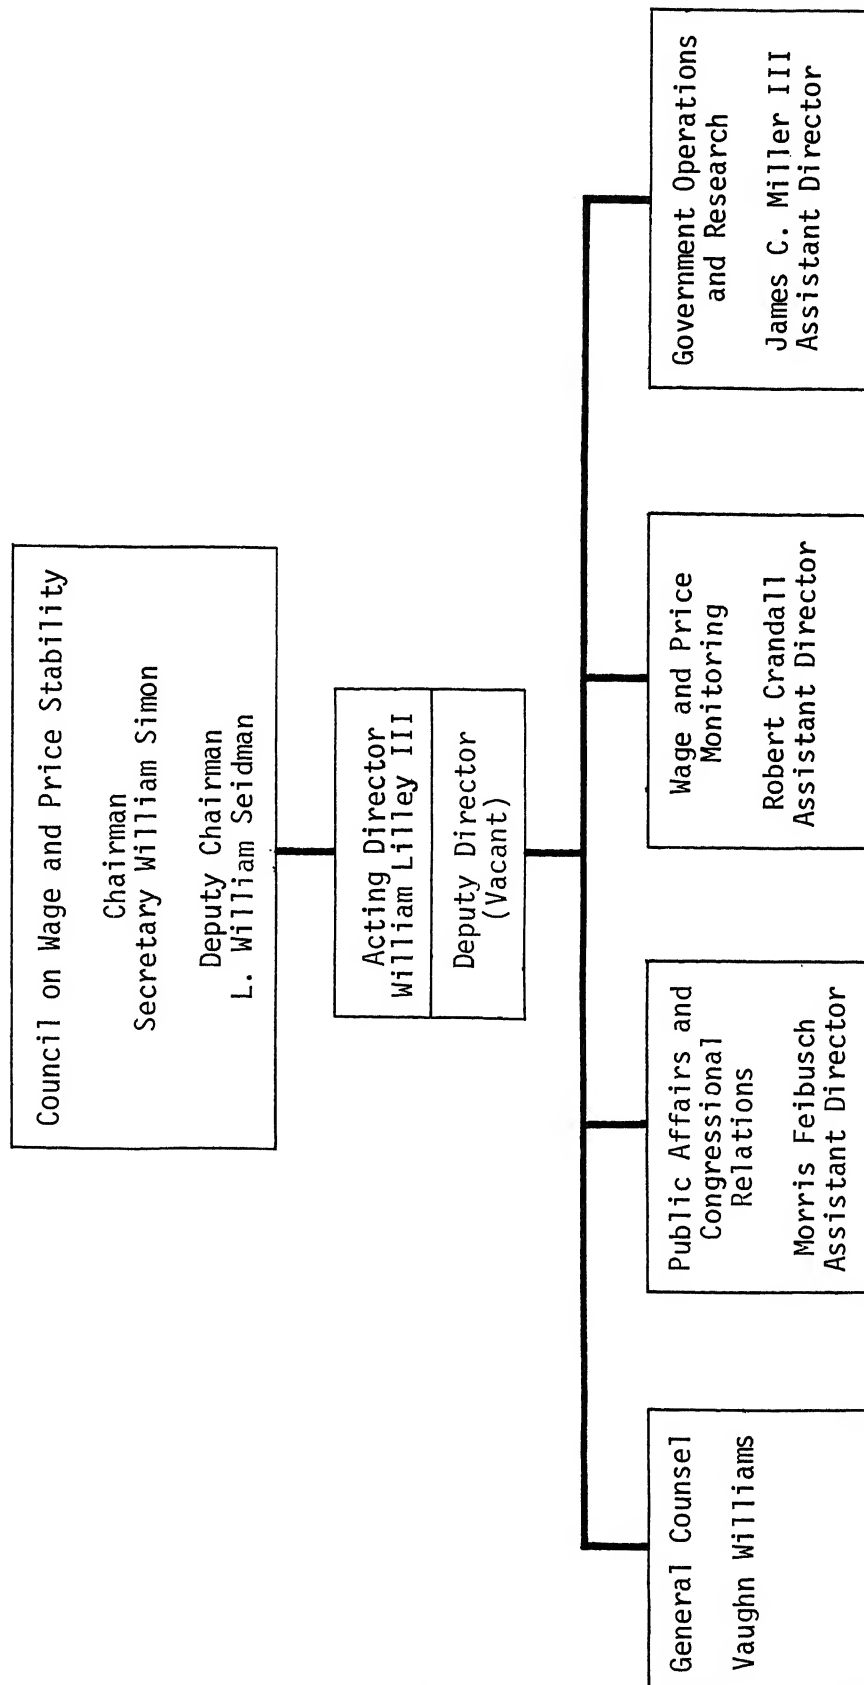 Council on Wage and Price Stability
Chairman
Secretary William Simon
Deputy Chairman
L. William Seidman
Acting Director
William Lilley III
Deputy Director
(Vacant)
General Counsel
Vaughn Williams
Public Affairs and
Congressional
Relations
Morris Feibusch
Assistant Director
Wage and Price
Monitoring
Robert Crandall
Assistant Director
Government Operations
and Research
James C. Miller III
Assistant Director